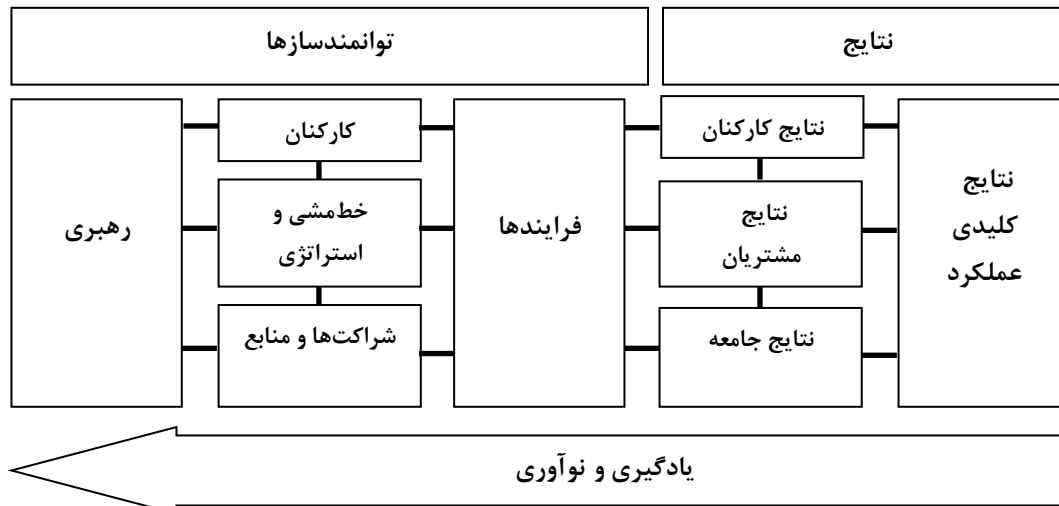 توانمندسازها
نتایج
رهبری
کارکنان
خط‌مشی و
استراتژی
شراکت‌ها و منابع
فرایندها
نتایج کارکنان
نتایج
مشتریان
نتایج جامعه
نتایج
کلیدی
عملکرد
یادگیری و نوآوری